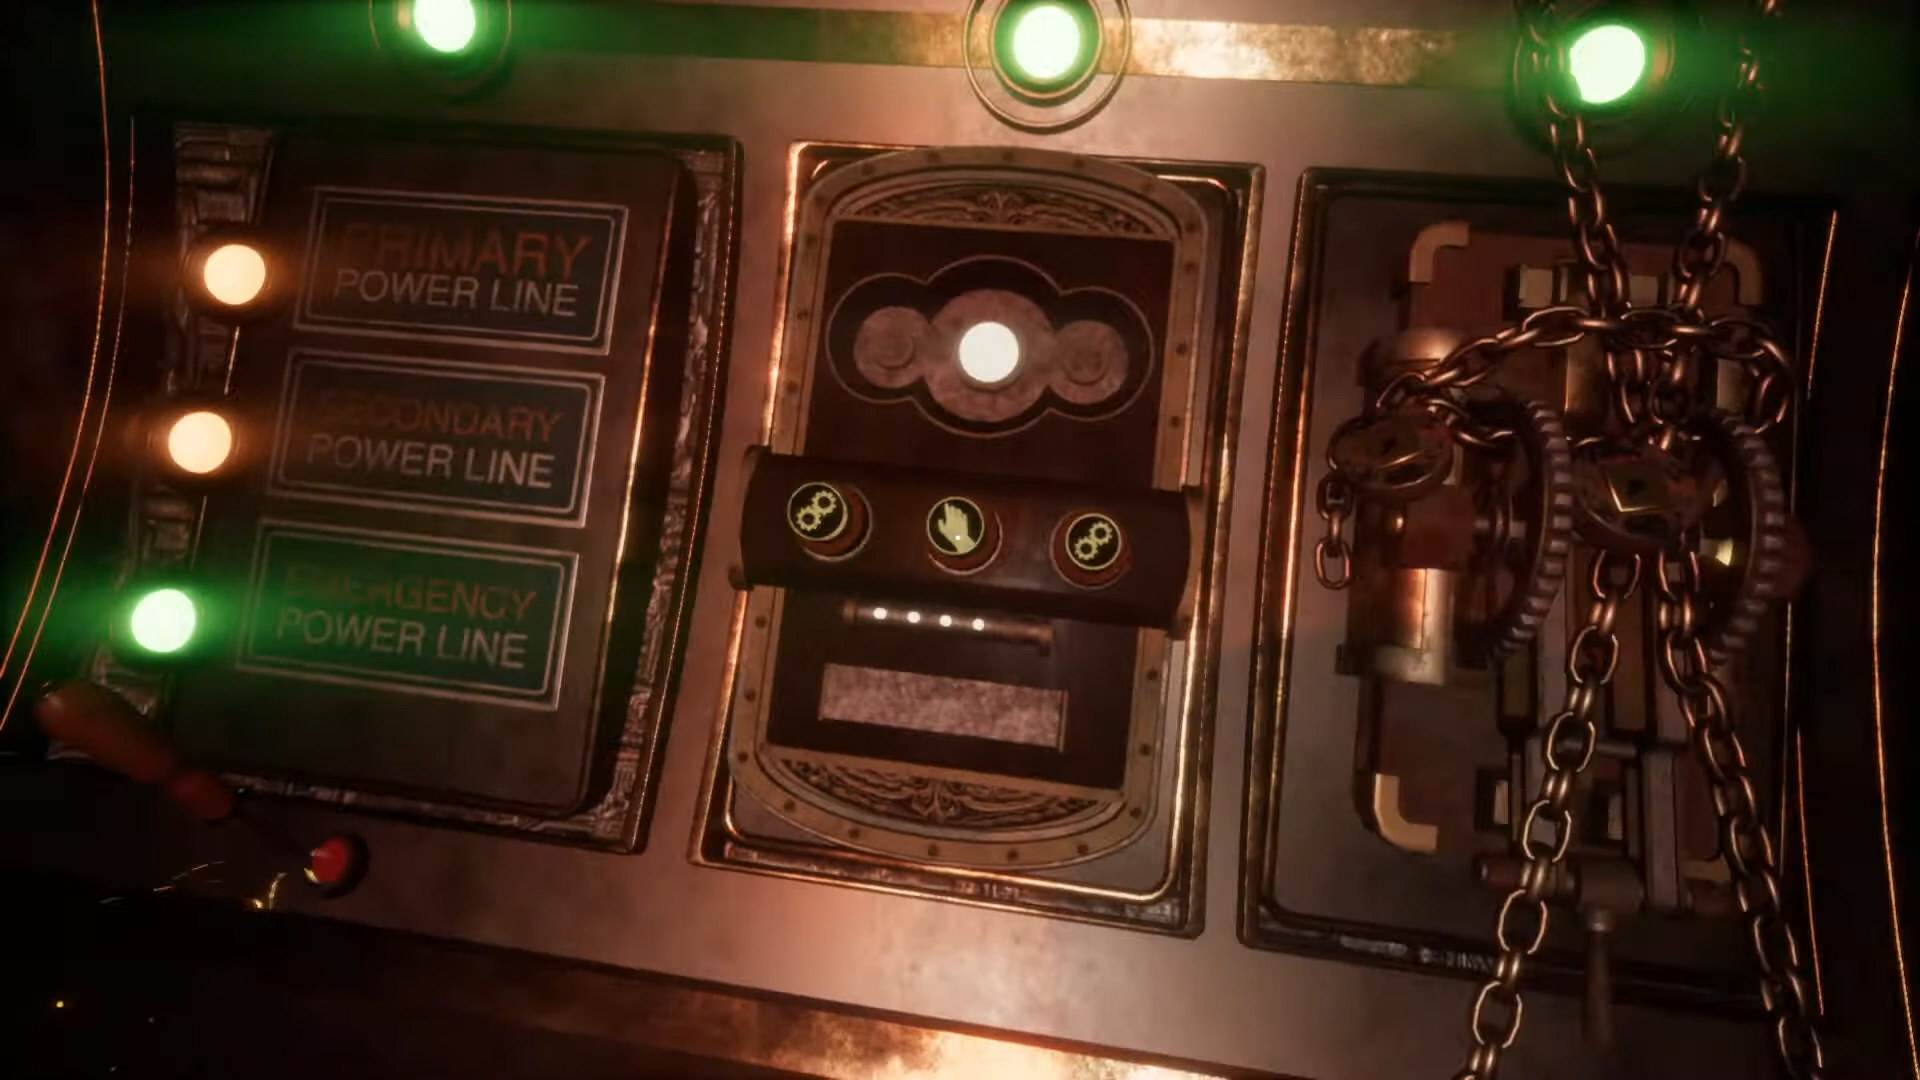 PRIMARY
POWER LINE
SECONDARY
POWER LINE
EMERGENCY
POWER LINE